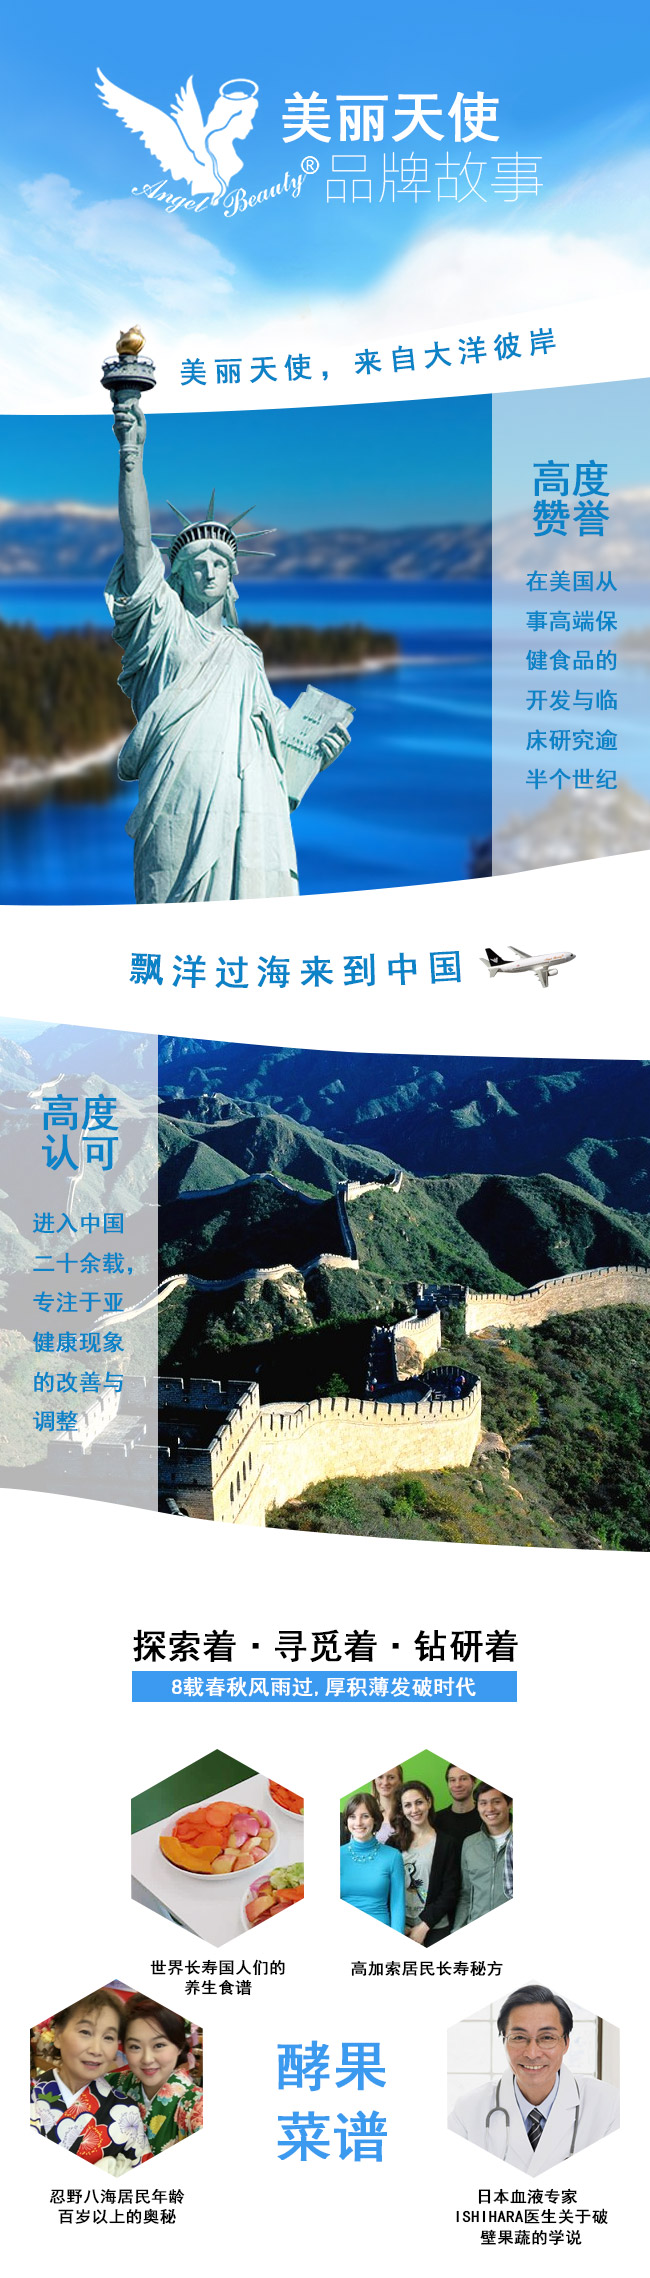 美丽天使
Angel Beauty®
品牌故事
美丽天使，来自大洋彼岸
高度
赞誉
在美国从
事高端保
健食品的
开发与临
床研究逾
半个世纪
飘洋过海来到中国
高度
认可
进入中国
二十余载，
专注于亚
健康现象
的改善与
调整
探索着·寻觅着·钻研着
8载春秋风雨过,厚积薄发破时代
世界长寿国人们的
养生食谱
高加索居民长寿秘方
酵果
菜谱
忍野八海居民年龄
百岁以上的奥秘
日本血液专家
ISHIHARA医生关于破
壁果蔬的学说